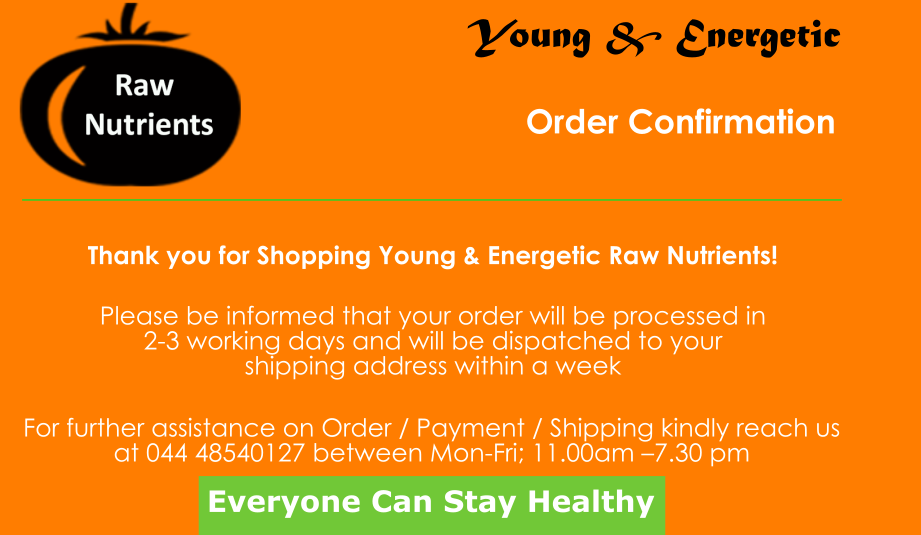 Raw
Nutrients
Young & Energetic
Order Confirmation
Thank you for Shopping Young & Energetic Raw Nutrients!
Please be informed that your order will be processed in
2-3 working days and will be dispatched to your
shipping address within a week
For further assistance on Order / Payment / Shipping kindly reach us
at 044 48540127 between Mon-Fri; 11.00am –7.30 pm
Everyone Can Stay Healthy